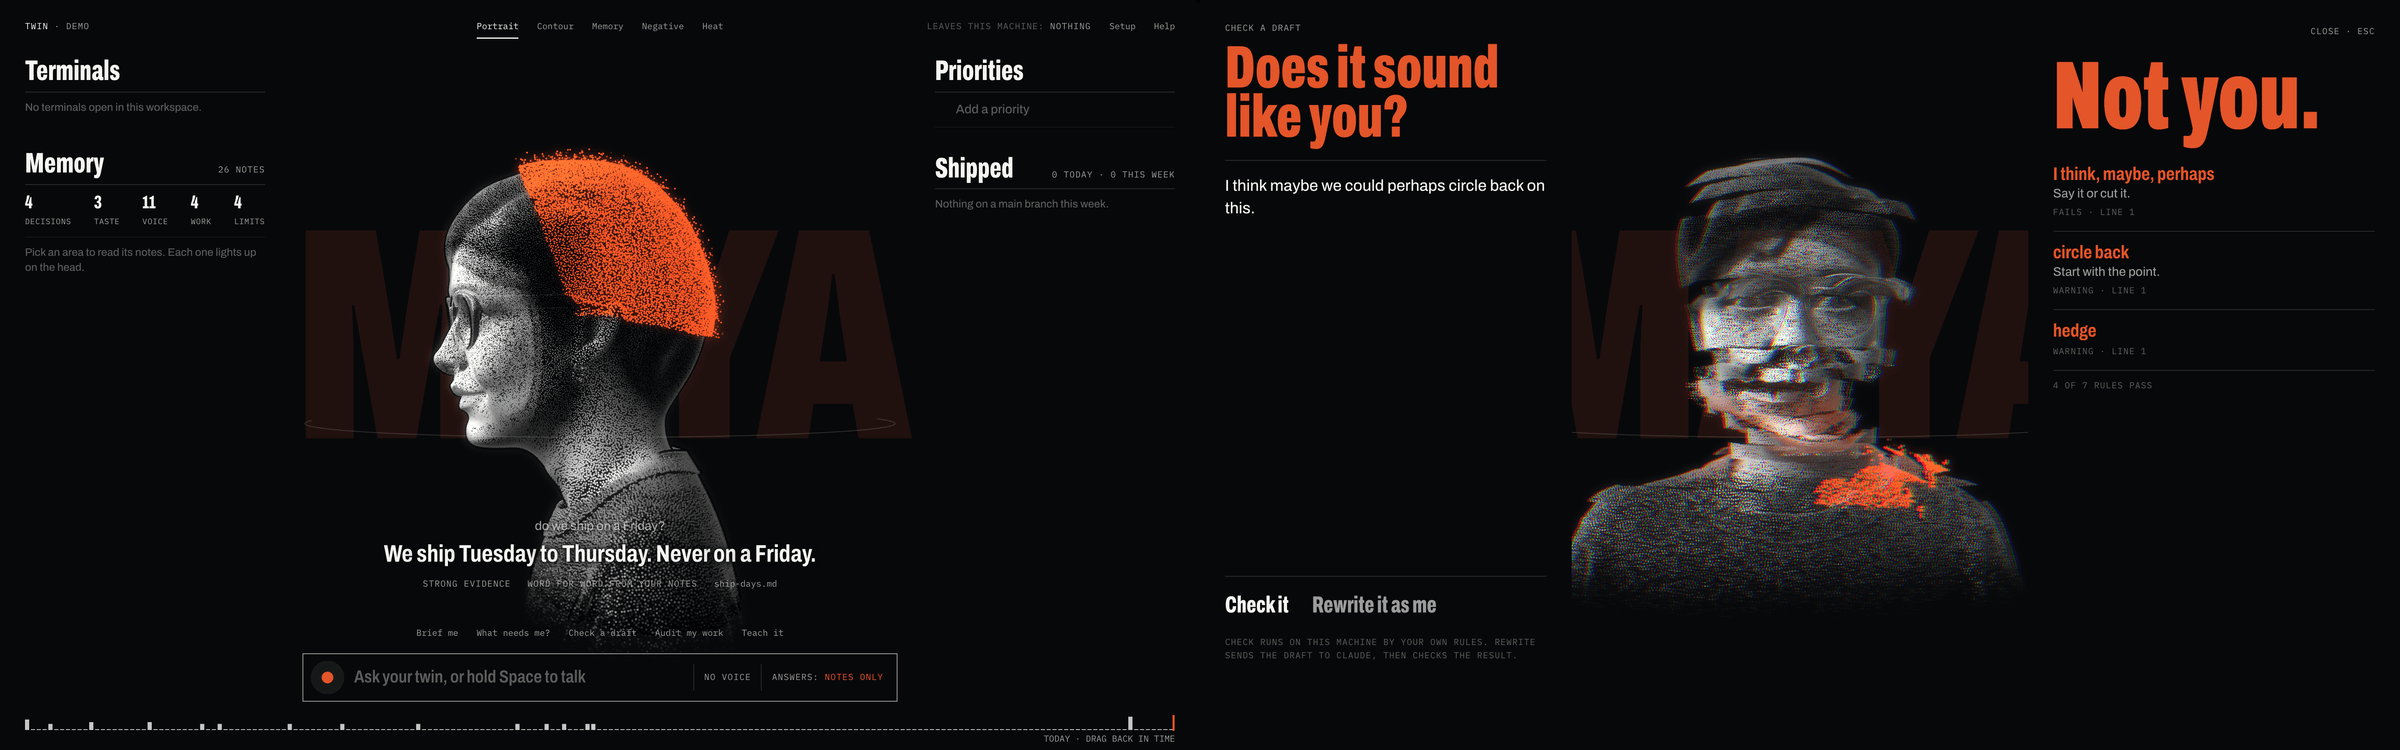 TWIN · DEMO
Portrait Contour Memory Negative Heat
LEAVES THIS MACHINE: NOTHING Setup Help
Terminals
No terminals open in this workspace.
Memory
26 NOTES
4 3 11 4 4
DECISIONS TASTE VOICE WORK LIMITS
Pick an area to read its notes. Each one lights up
on the head.
Priorities
Add a priority
Shipped
0 TODAY · 0 THIS WEEK
Nothing on a main branch this week.
do we ship on a Friday?
We ship Tuesday to Thursday. Never on a Friday.
STRONG EVIDENCE WORD FOR WORD FROM YOUR NOTES ship-days.md
Brief me What needs me? Check a draft Audit my work Teach it
Ask your twin, or hold Space to talk
NO VOICE
ANSWERS: NOTES ONLY
TODAY · DRAG BACK IN TIME
CHECK A DRAFT
Does it sound
like you?
I think maybe we could perhaps circle back on
this.
Check it Rewrite it as me
CHECK RUNS ON THIS MACHINE BY YOUR OWN RULES. REWRITE
SENDS THE DRAFT TO CLAUDE, THEN CHECKS THE RESULT.
CLOSE · ESC
Not you.
I think, maybe, perhaps
Say it or cut it.
FAILS · LINE 1
circle back
Start with the point.
WARNING · LINE 1
hedge
WARNING · LINE 1
4 OF 7 RULES PASS